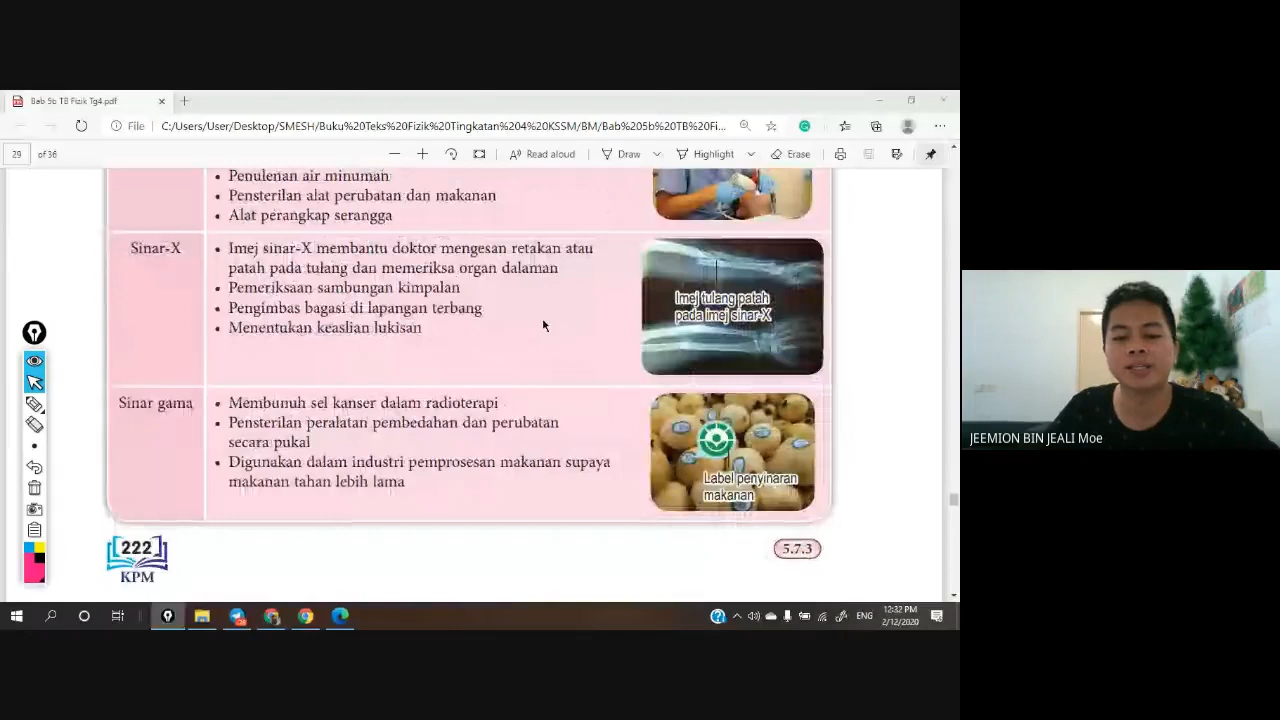 Bab 5b TB Fizik Tg4.pdf
File
C:/Users/User/Desktop/SMESH/Buku%20Teks%20Fizik%20Tingkatan%204%20KSSM/BM/Bab%205b%20TB%20Fi...
29 of 36
Read aloud
Draw
Highlight
Erase
Penulenan air minuman
Pensterilan alat perubatan dan makanan
Alat perangkap serangga
Sinar-X
Imej sinar-X membantu doktor mengesan retakan atau
patah pada tulang dan memeriksa organ dalaman
Pemeriksaan sambungan kimpalan
Pengimbas bagasi di lapangan terbang
Menentukan keaslian lukisan
Imej tulang patah
pada imej sinar-X
Sinar gama
Membunuh sel kanser dalam radioterapi
Pensterilan peralatan pembedahan dan perubatan
secara pukal
Digunakan dalam industri pemprosesan makanan supaya
makanan tahan lebih lama
Label penyinaran
makanan
222
KPM
5.7.3
JEEMION BIN JEALI Moe
ENG
12:32 PM
2/12/2020